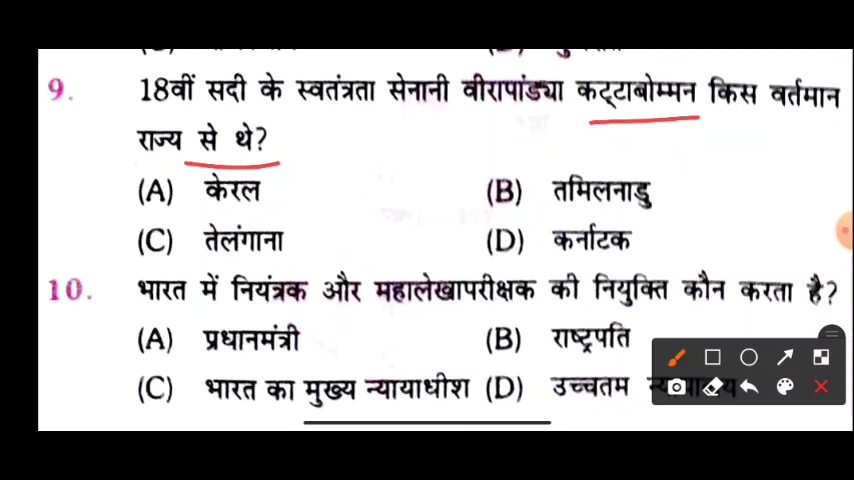 9. 18वीं सदी के स्वतंत्रता सेनानी वीरापांड्या कट्टाबोम्मन किस वर्तमान
राज्य से थे?
(A) केरल (B) तमिलनाडु
(C) तेलंगाना (D) कर्नाटक
10. भारत में नियंत्रक और महालेखापरीक्षक की नियुक्ति कौन करता है?
(A) प्रधानमंत्री (B) राष्ट्रपति
(C) भारत का मुख्य न्यायाधीश (D) उच्चतम